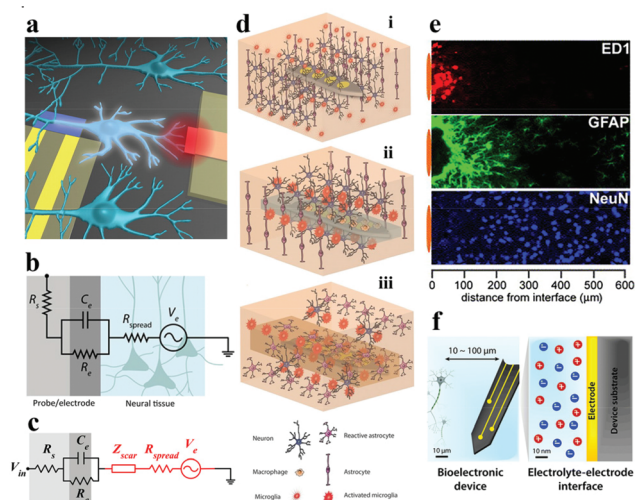 a
b
R_s
C_e
R_e
R_spread
V_e
Probe/electrode
Neural tissue
c
V_in
R_s
C_e
R_e
Z_scar
R_spread
V_e
d
i
ii
iii
Neuron
Reactive astrocyte
Macrophage
Astrocyte
Microglia
Activated microglia
e
ED1
GFAP
NeuN
0 100 200 300 400 500 600
distance from interface (μm)
f
10 ~ 100 μm
10 μm
Bioelectronic
device
10 nm
Electrode
Device substrate
Electrolyte-electrode
interface